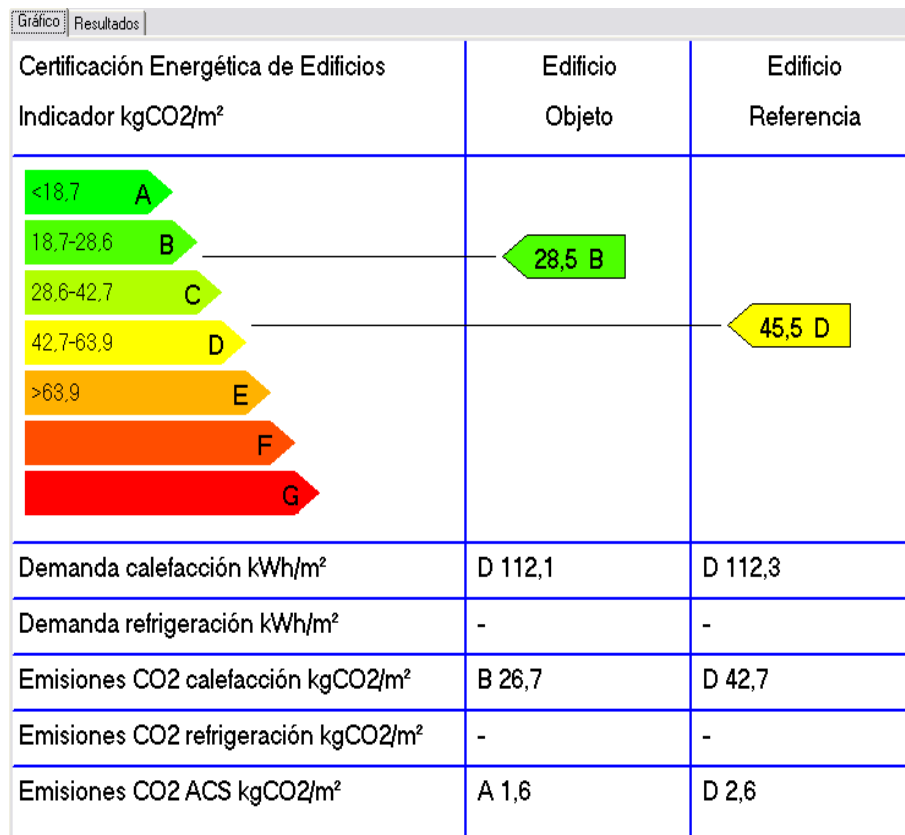 Gráfico Resultados
Certificación Energética de Edificios
Indicador kgCO2/m²
Edificio
Objeto
Edificio
Referencia
<18,7 A
18,7-28,6 B
28,6-42,7 C
42,7-63,9 D
>63,9 E
F
G
28,5 B
45,5 D
Demanda calefacción kWh/m² D 112,1 D 112,3
Demanda refrigeración kWh/m² - -
Emisiones CO2 calefacción kgCO2/m² B 26,7 D 42,7
Emisiones CO2 refrigeración kgCO2/m² - -
Emisiones CO2 ACS kgCO2/m² A 1,6 D 2,6